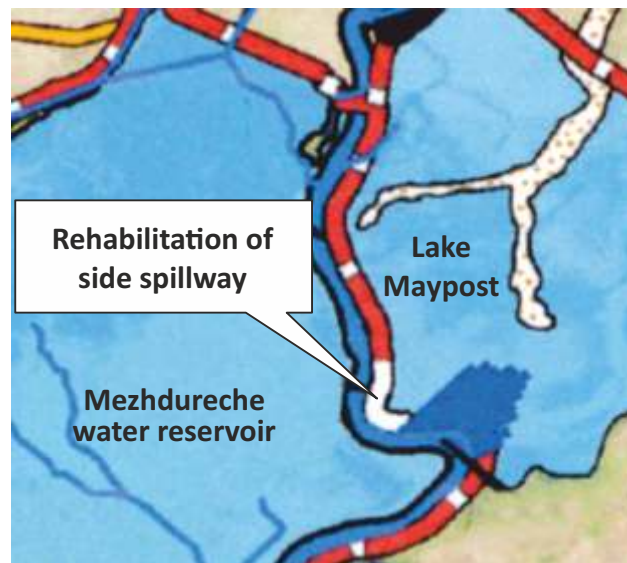 Rehabilitation of
side spillway
Lake
Maypost
Mezhdureche
water reservoir